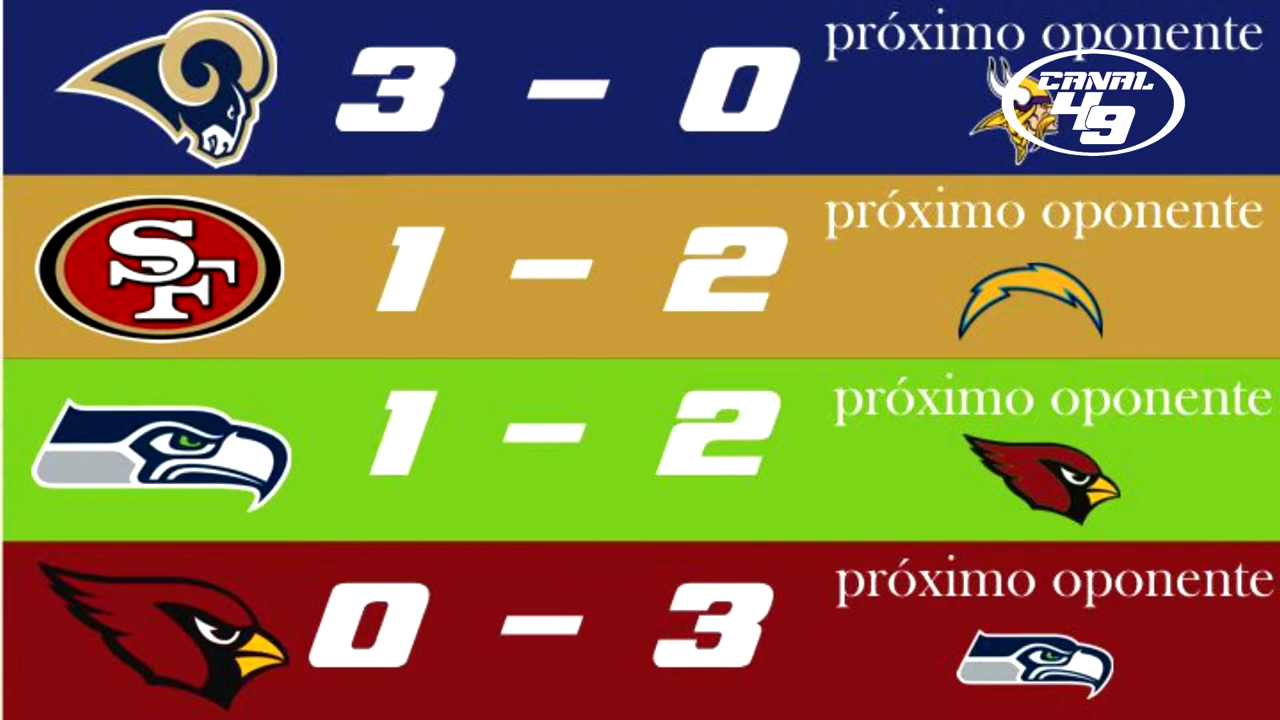 próximo oponente
3 - 0
CANAL
49
próximo oponente
SF
1 - 2
próximo oponente
1 - 2
próximo oponente
0 - 3